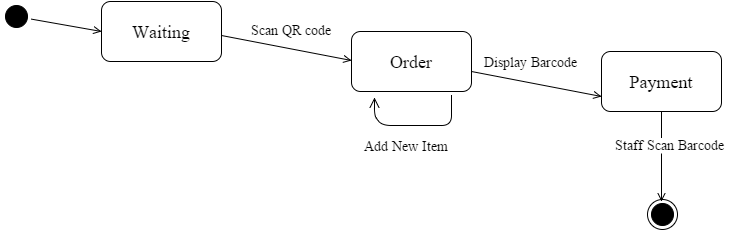 Waiting
Scan QR code
Order
Display Barcode
Payment
Add New Item
Staff Scan Barcode